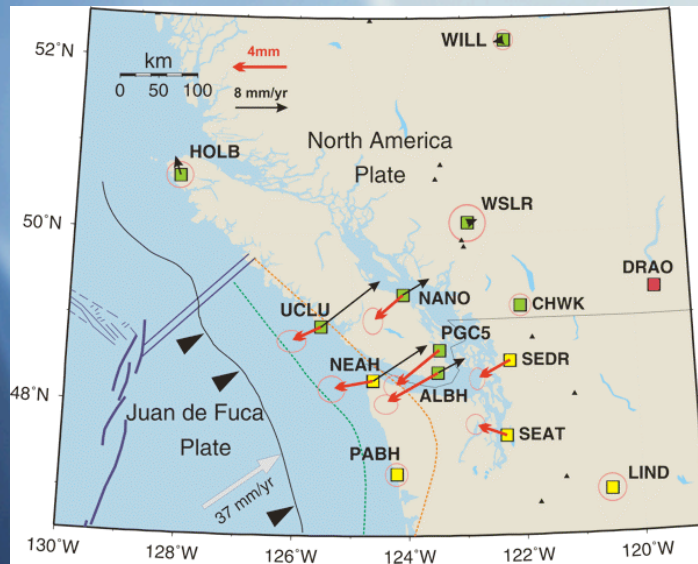 52°N
WILL
km
4mm
0 50 100
8 mm/yr
North America
Plate
HOLB
WSLR
50°N
DRAO
UCLU
NANO
CHWK
PGC5
NEAH
SEDR
48°N
ALBH
Juan de Fuca
Plate
SEAT
PABH
LIND
37 mm/yr
130°W
128°W
126°W
124°W
122°W
120°W